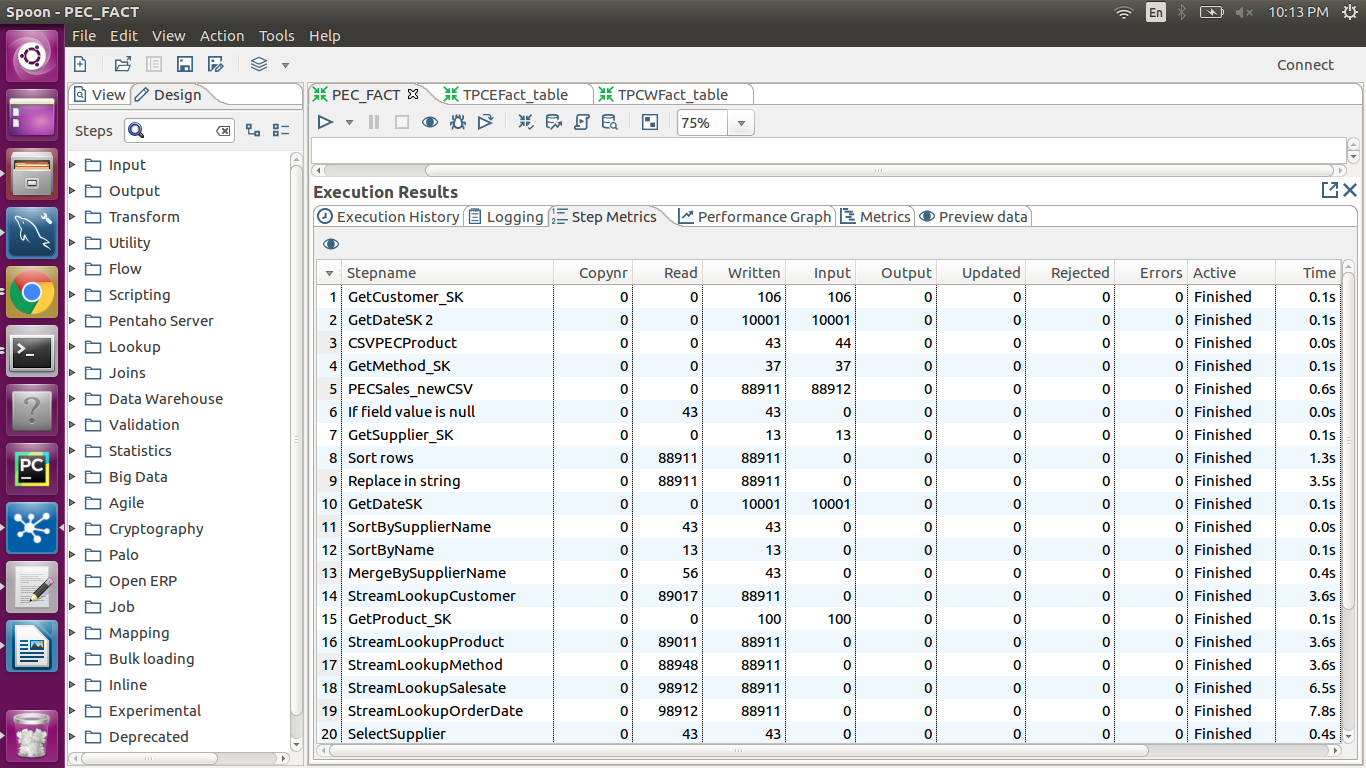 Spoon - PEC_FACT
En
10:13 PM
File Edit View Action Tools Help
Connect
View Design
PEC_FACT TPCEFact_table TPCWFact_table
Steps
75%
Input
Output
Transform
Utility
Flow
Scripting
Pentaho Server
Lookup
Joins
Data Warehouse
Validation
Statistics
Big Data
Agile
Cryptography
Palo
Open ERP
Job
Mapping
Bulk loading
Inline
Experimental
Deprecated
PC
Execution Results
Execution History Logging Step Metrics Performance Graph Metrics Preview data
Stepname Copynr Read Written Input Output Updated Rejected Errors Active Time
1 GetCustomer_SK 0 0 106 106 0 0 0 0 Finished 0.1s
2 GetDateSK 2 0 0 10001 10001 0 0 0 0 Finished 0.1s
3 CSVPECProduct 0 0 43 44 0 0 0 0 Finished 0.0s
4 GetMethod_SK 0 0 37 37 0 0 0 0 Finished 0.1s
5 PECSales_newCSV 0 0 88911 88912 0 0 0 0 Finished 0.6s
6 If field value is null 0 43 43 0 0 0 0 0 Finished 0.0s
7 GetSupplier_SK 0 0 13 13 0 0 0 0 Finished 0.1s
8 Sort rows 0 88911 88911 0 0 0 0 0 Finished 1.3s
9 Replace in string 0 88911 88911 0 0 0 0 0 Finished 3.5s
10 GetDateSK 0 0 10001 10001 0 0 0 0 Finished 0.1s
11 SortBySupplierName 0 43 43 0 0 0 0 0 Finished 0.0s
12 SortByName 0 13 13 0 0 0 0 0 Finished 0.1s
13 MergeBySupplierName 0 56 43 0 0 0 0 0 Finished 0.4s
14 StreamLookupCustomer 0 89017 88911 0 0 0 0 0 Finished 3.6s
15 GetProduct_SK 0 0 100 100 0 0 0 0 Finished 0.1s
16 StreamLookupProduct 0 89011 88911 0 0 0 0 0 Finished 3.6s
17 StreamLookupMethod 0 88948 88911 0 0 0 0 0 Finished 3.6s
18 StreamLookupSalesate 0 98912 88911 0 0 0 0 0 Finished 6.5s
19 StreamLookupOrderDate 0 98912 88911 0 0 0 0 0 Finished 7.8s
20 SelectSupplier 0 43 43 0 0 0 0 0 Finished 0.4s